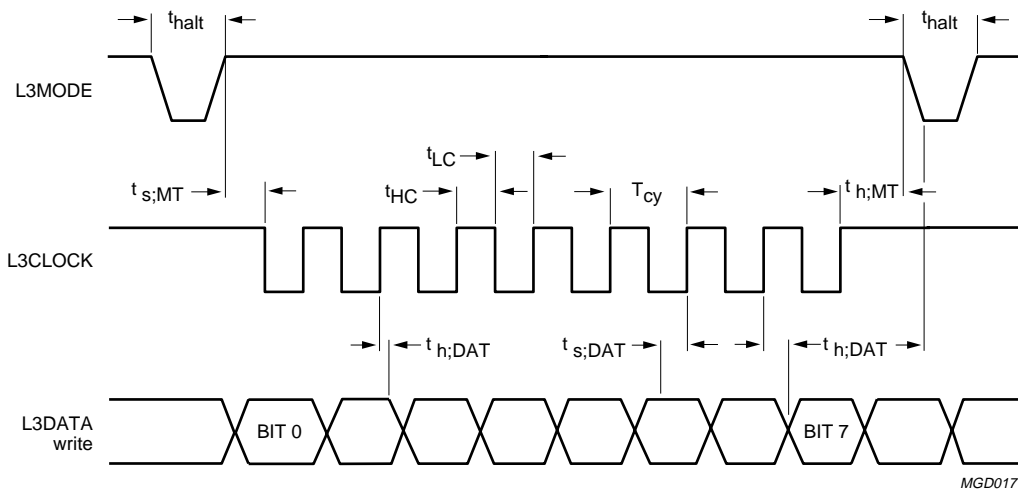 thalt
thalt
L3MODE
tLC
ts;MT
tHC
Tcy
th;MT
L3CLOCK
th;DAT
ts;DAT
th;DAT
L3DATA
write
BIT 0
BIT 7
MGD017